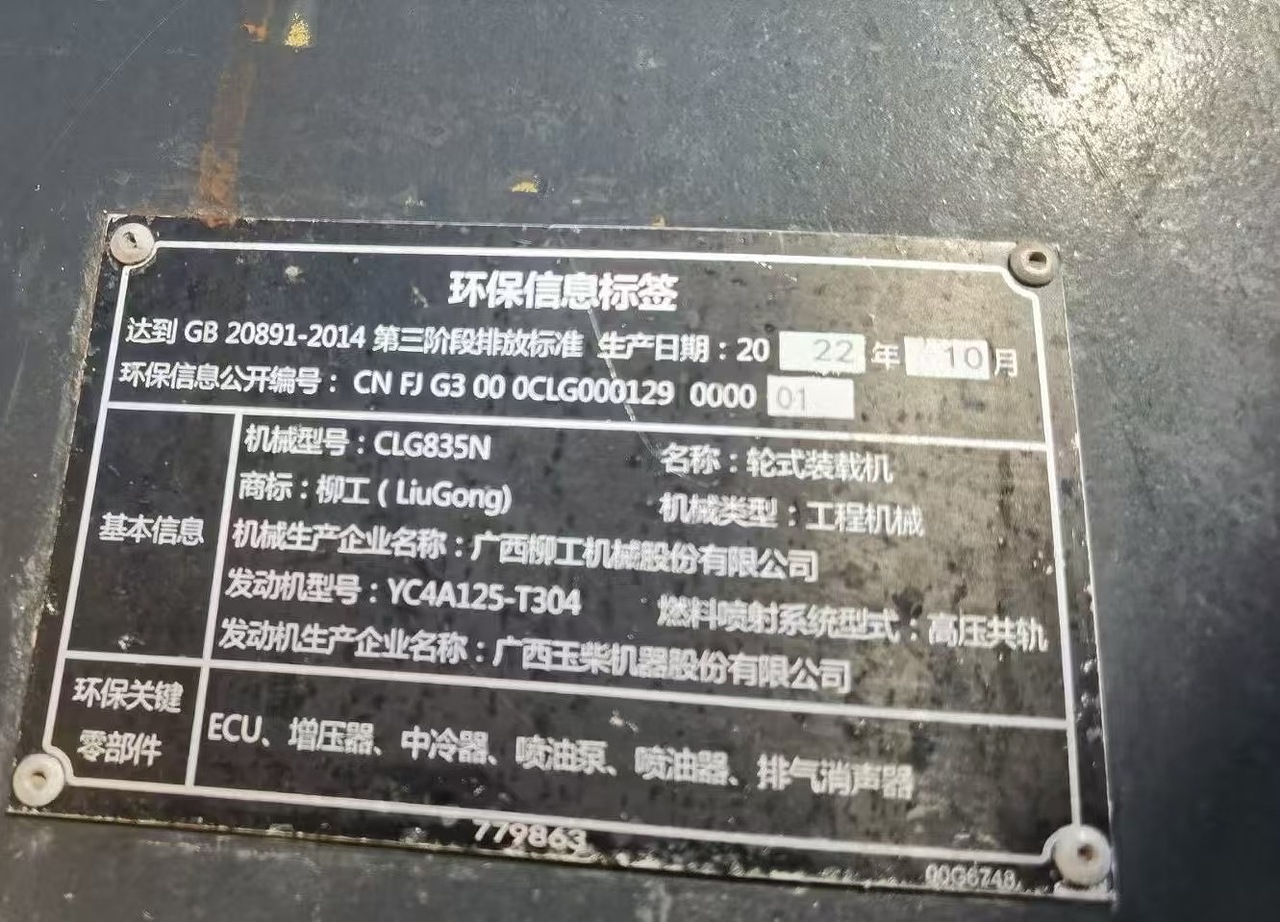 环保信息标签
达到 GB 20891-2014 第三阶段排放标准 生产日期：20 22 年 10 月
环保信息公开编号： CN FJ G3 00 0CLG000129 0000 01
基本信息
机械型号：CLG835N 名称：轮式装载机
商标：柳工（LiuGong） 机械类型：工程机械
机械生产企业名称：广西柳工机械股份有限公司
发动机型号：YC4A125-T304 燃料喷射系统型式：高压共轨
发动机生产企业名称：广西玉柴机器股份有限公司
环保关键
零部件
ECU、增压器、中冷器、喷油泵、喷油器、排气消声器
779863
00G6748